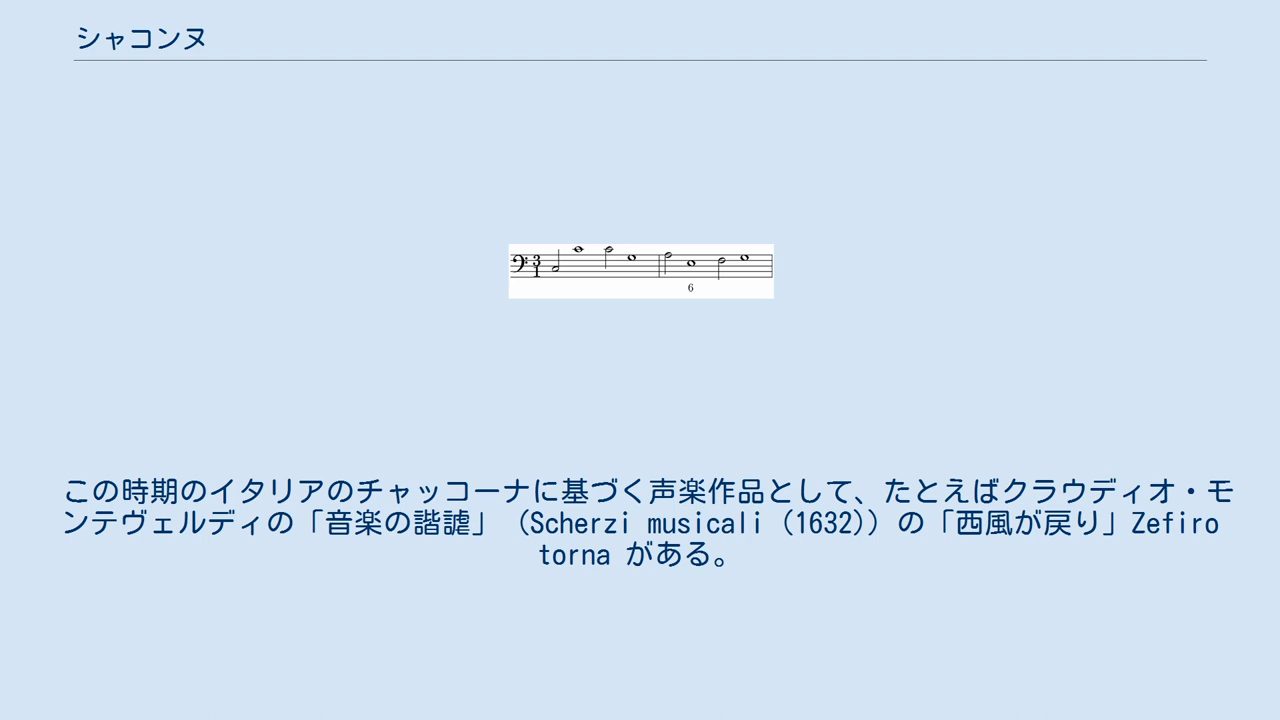 シャコンヌ
3
1
6
この時期のイタリアのチャッコーナに基づく声楽作品として、たとえばクラウディオ・モ
ンテヴェルディの「音楽の諧謔」（Scherzi musicali (1632)）の「西風が戻り」Zefiro
torna がある。